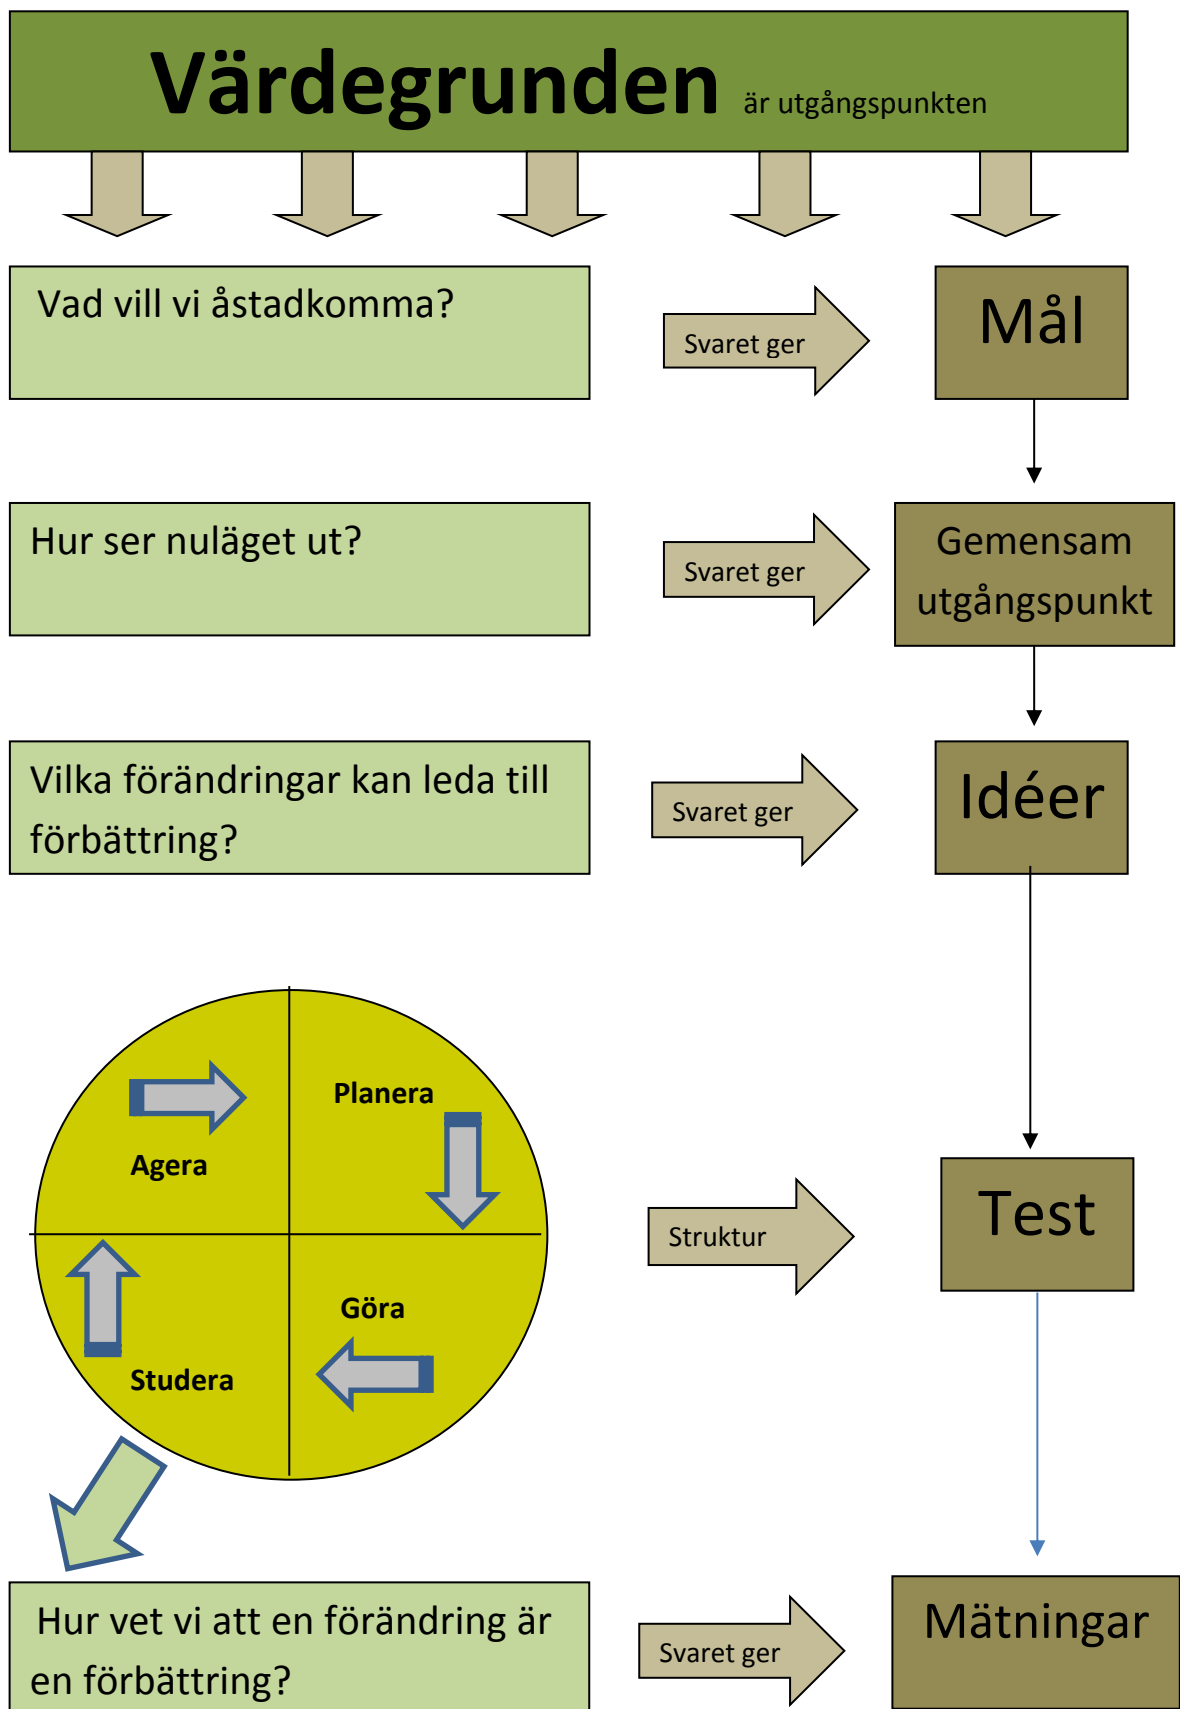 Värdegrunden är utgångspunkten
Vad vill vi åstadkomma?
Svaret ger
Mål
Hur ser nuläget ut?
Svaret ger
Gemensam
utgångspunkt
Vilka förändringar kan leda till
förbättring?
Svaret ger
Idéer
Planera
Agera
Göra
Studera
Struktur
Test
Hur vet vi att en förändring är
en förbättring?
Svaret ger
Mätningar